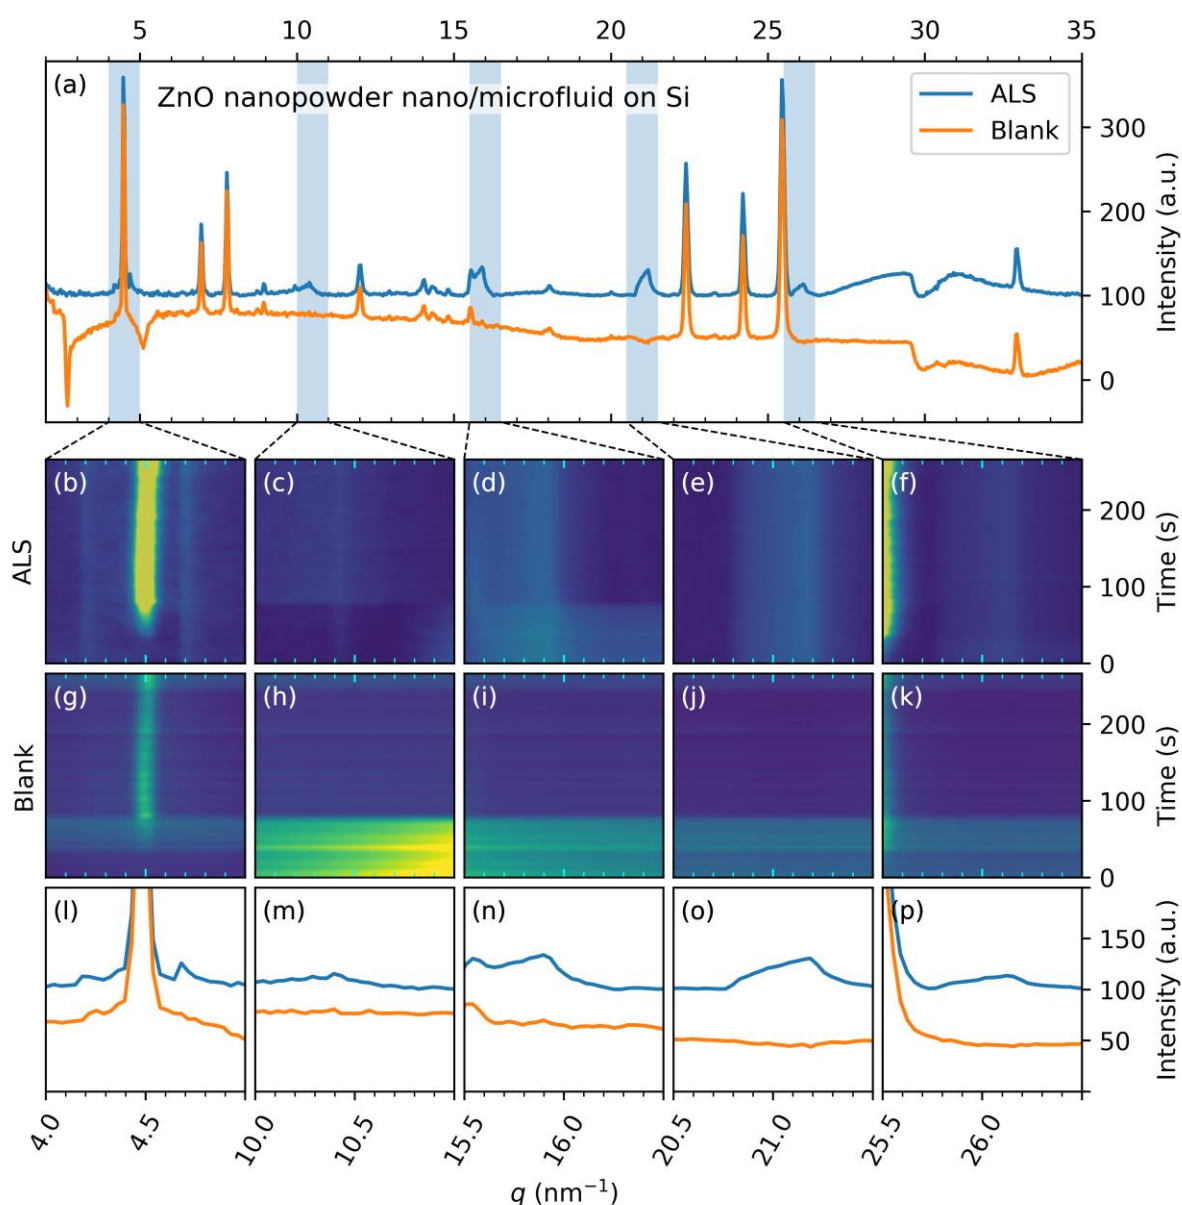 5 10 15 20 25 30 35
(a) ZnO nanopowder nano/microfluid on Si
ALS
Blank
300
200
100
0
Intensity (a.u.)
(b) (c) (d) (e) (f)
ALS
200
100
0
Time (s)
(g) (h) (i) (j) (k)
Blank
200
100
0
Time (s)
(l) (m) (n) (o) (p)
150
100
50
Intensity (a.u.)
4.0 4.5 10.0 10.5 15.5 16.0 20.5 21.0 25.5 26.0
q (nm⁻¹)